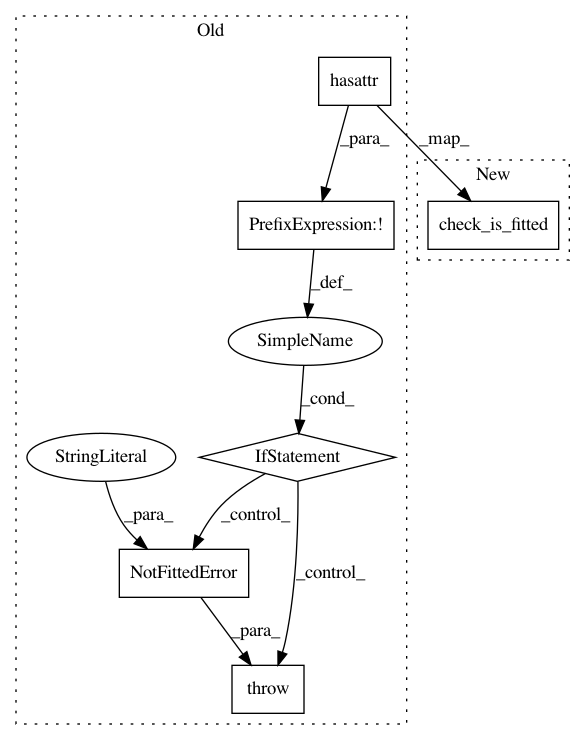 Old
hasattr
_para_
_map_
New
PrefixExpression:!
check_is_fitted
_def_
SimpleName
_cond_
StringLiteral
IfStatement
_para_
_control_
_control_
NotFittedError
_para_
throw